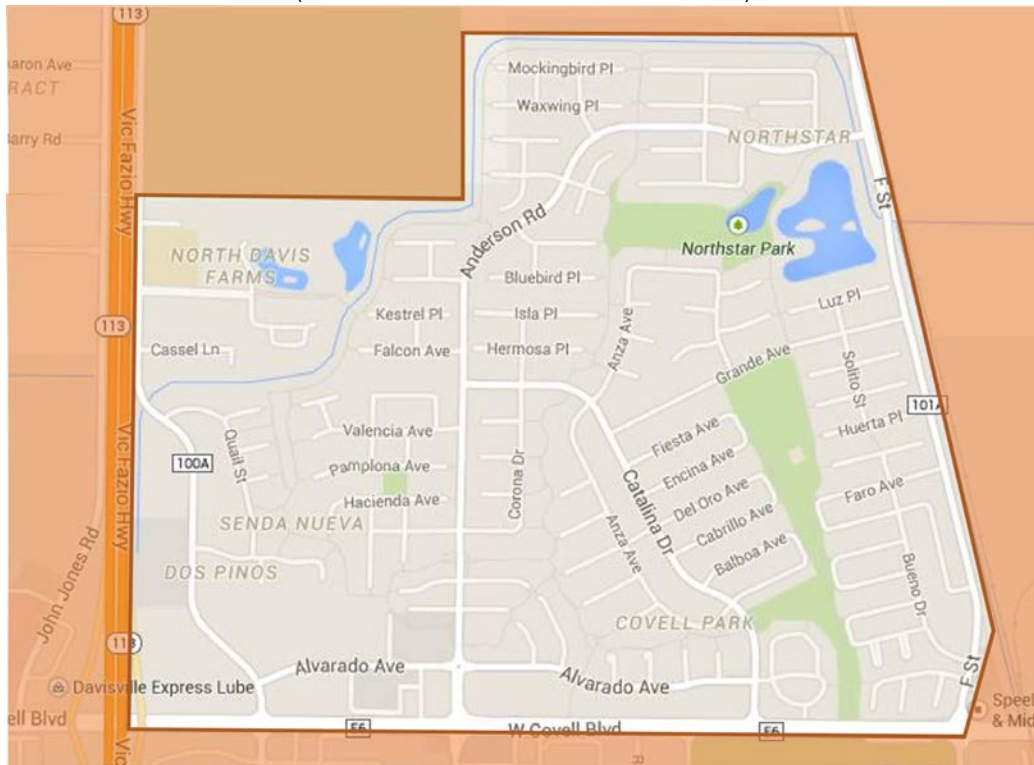 113
aron Ave
RACT
Barry Rd
Vic Fazio Hwy
Mockingbird Pl
Waxwing Pl
NORTHSTAR
F St
Anderson Rd
Northstar Park
NORTH DAVIS
FARMS
Bluebird Pl
Luz Pl
Kestrel Pl
Isla Pl
113
Cassel Ln
Falcon Ave
Hermosa Pl
Anza Ave
Grande Ave
Solito St
101A
Vic Fazio Hwy
Quail St
Valencia Ave
Fiesta Ave
Huerta Pl
100A
Pamplona Ave
Encina Ave
Corona Dr
Catalina Dr
Hacienda Ave
Del Oro Ave
Faro Ave
SENDA NUEVA
Anza Ave
Cabrillo Ave
Balboa Ave
DOS PINOS
Bueno Dr
John Jones Rd
COVELL PARK
113
Alvarado Ave
Alvarado Ave
F St
Davisville Express Lube
Speed
& Mid
ell Blvd
E6
W Covell Blvd
E6
Vic